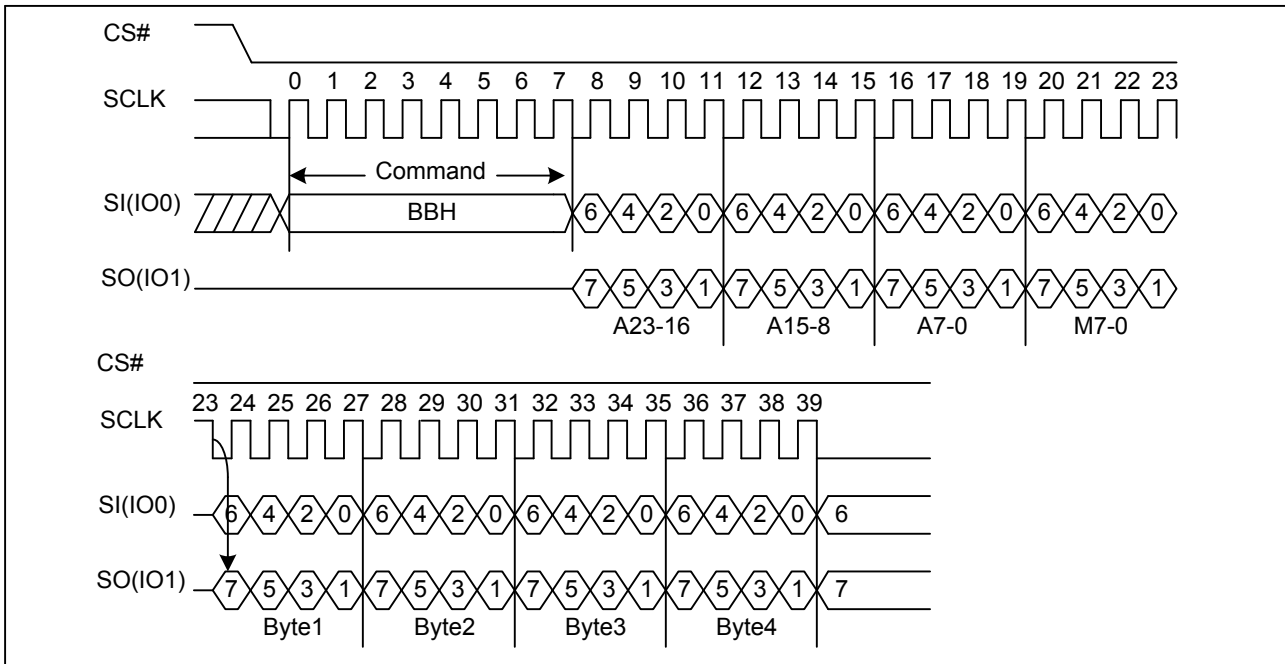 CS#
0 1 2 3 4 5 6 7 8 9 10 11 12 13 14 15 16 17 18 19 20 21 22 23
SCLK
Command
SI(IO0) BBH 6 4 2 0 6 4 2 0 6 4 2 0 6 4 2 0
SO(IO1) 7 5 3 1 7 5 3 1 7 5 3 1 7 5 3 1
A23-16 A15-8 A7-0 M7-0
CS#
23 24 25 26 27 28 29 30 31 32 33 34 35 36 37 38 39
SCLK
SI(IO0) 6 4 2 0 6 4 2 0 6 4 2 0 6 4 2 0 6
SO(IO1) 7 5 3 1 7 5 3 1 7 5 3 1 7 5 3 1 7
Byte1 Byte2 Byte3 Byte4